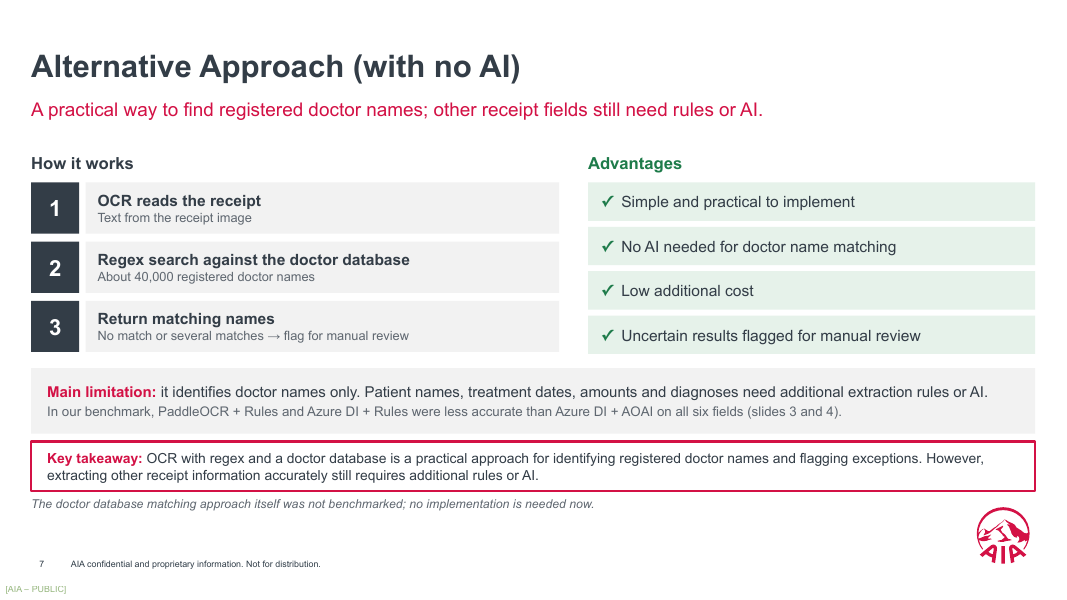 Alternative Approach (with no AI)
A practical way to find registered doctor names; other receipt fields still need rules or AI.
How it works
1
OCR reads the receipt
Text from the receipt image
2
Regex search against the doctor database
About 40,000 registered doctor names
3
Return matching names
No match or several matches → flag for manual review
Advantages
✓ Simple and practical to implement
✓ No AI needed for doctor name matching
✓ Low additional cost
✓ Uncertain results flagged for manual review
Main limitation: it identifies doctor names only. Patient names, treatment dates, amounts and diagnoses need additional extraction rules or AI.
In our benchmark, PaddleOCR + Rules and Azure DI + Rules were less accurate than Azure DI + AOAI on all six fields (slides 3 and 4).
Key takeaway: OCR with regex and a doctor database is a practical approach for identifying registered doctor names and flagging exceptions. However,
extracting other receipt information accurately still requires additional rules or AI.
The doctor database matching approach itself was not benchmarked; no implementation is needed now.
AIA
7 AIA confidential and proprietary information. Not for distribution.
[AIA – PUBLIC]